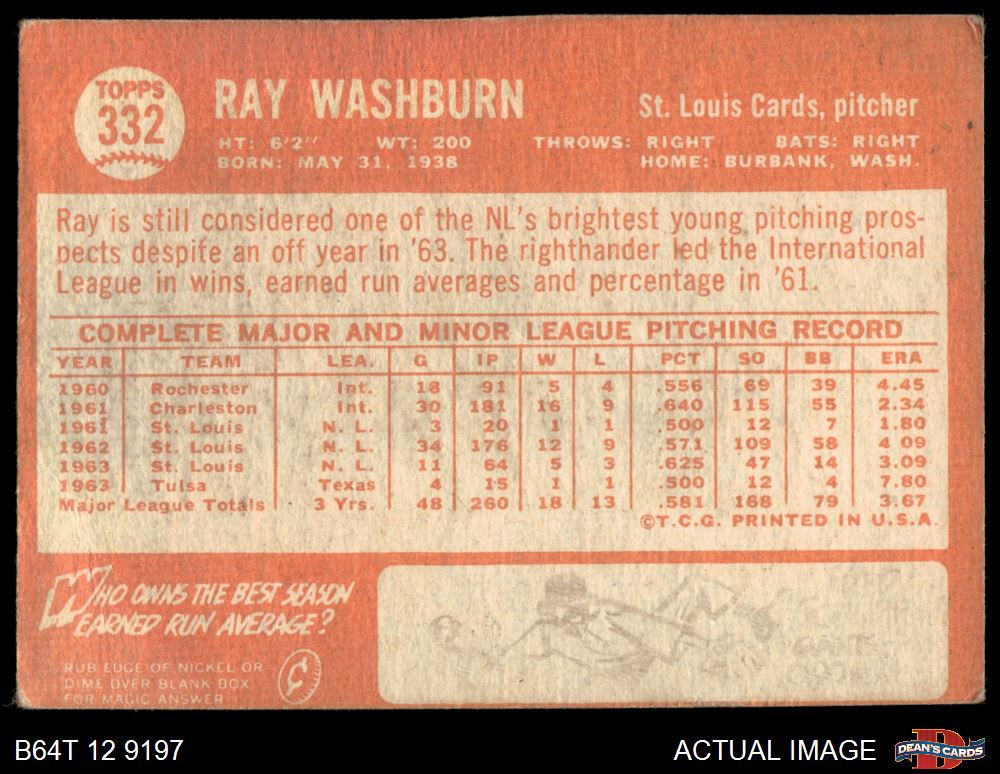 TOPPS
332
RAY WASHBURN
St. Louis Cards, pitcher
HT: 6'2" WT: 200 THROWS: RIGHT BATS: RIGHT
BORN: MAY 31, 1938 HOME: BURBANK, WASH.
Ray is still considered one of the NL's brightest young pitching pros-
pects despite an off year in '63. The righthander led the International
League in wins, earned run averages and percentage in '61.
COMPLETE MAJOR AND MINOR LEAGUE PITCHING RECORD
YEAR TEAM LEA. G IP W L PCT SO BB ERA
1960 Rochester Int. 18 91 5 4 .556 69 39 4.45
1961 Charleston Int. 30 181 16 9 .640 115 55 2.34
1961 St. Louis N. L. 3 20 1 1 .500 12 7 1.80
1962 St. Louis N. L. 34 176 12 9 .571 109 58 4 09
1963 St. Louis N. L. 11 64 5 3 .625 47 14 3.09
1963 Tulsa Texas 4 15 1 1 .500 12 4 7.80
Major League Totals 3 Yrs. 48 260 18 13 .581 168 79 3.67
©T.C.G. PRINTED IN U.S.A.
WHO OWNS THE BEST SEASON
EARNED RUN AVERAGE?
RUB EDGE OF NICKEL OR
DIME OVER BLANK BOX
FOR MAGIC ANSWER
B64T 12 9197
ACTUAL IMAGE
DEAN'S CARDS